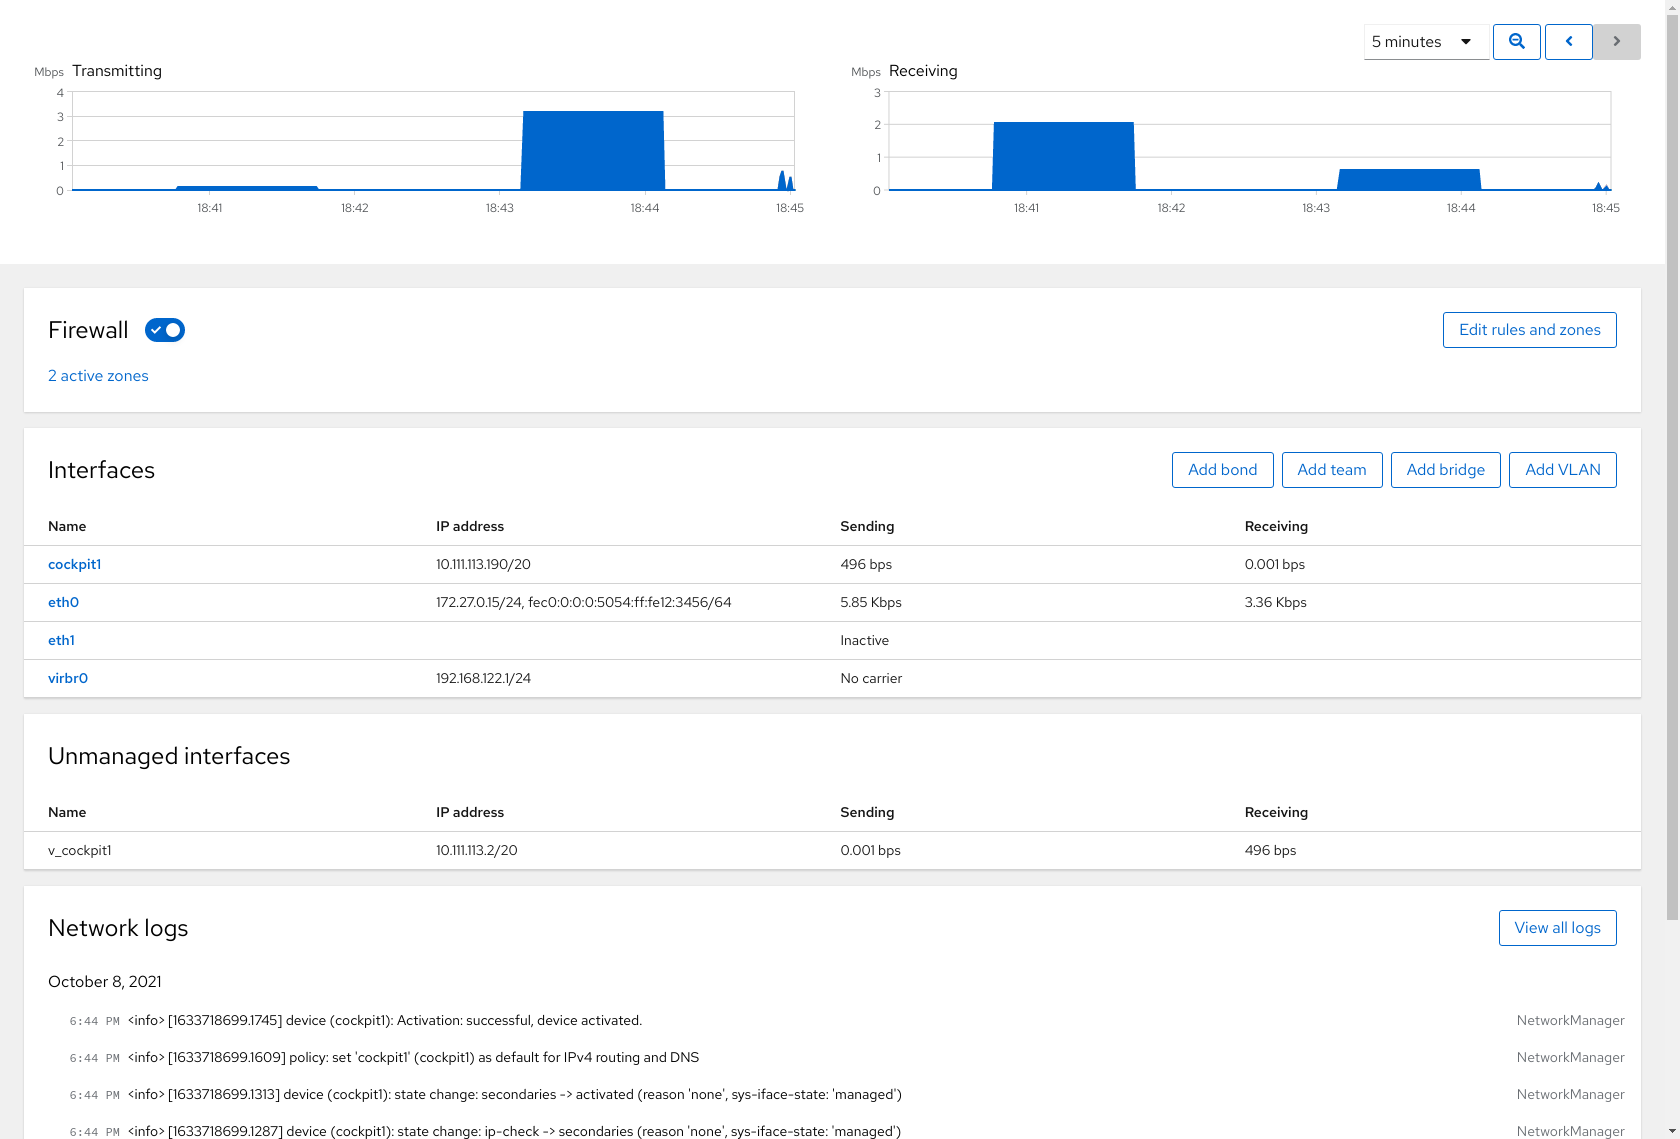 5 minutes
Mbps Transmitting
4
3
2
1
0
18:41 18:42 18:43 18:44 18:45
Mbps Receiving
3
2
1
0
18:41 18:42 18:43 18:44 18:45
Firewall
Edit rules and zones
2 active zones
Interfaces
Add bond Add team Add bridge Add VLAN
Name IP address Sending Receiving
cockpit1 10.111.113.190/20 496 bps 0.001 bps
eth0 172.27.0.15/24, fec0:0:0:0:5054:ff:fe12:3456/64 5.85 Kbps 3.36 Kbps
eth1 Inactive
virbr0 192.168.122.1/24 No carrier
Unmanaged interfaces
Name IP address Sending Receiving
v_cockpit1 10.111.113.2/20 0.001 bps 496 bps
Network logs
View all logs
October 8, 2021
6:44 PM <info> [1633718699.1745] device (cockpit1): Activation: successful, device activated. NetworkManager
6:44 PM <info> [1633718699.1609] policy: set 'cockpit1' (cockpit1) as default for IPv4 routing and DNS NetworkManager
6:44 PM <info> [1633718699.1313] device (cockpit1): state change: secondaries -> activated (reason 'none', sys-iface-state: 'managed') NetworkManager
6:44 PM <info> [1633718699.1287] device (cockpit1): state change: ip-check -> secondaries (reason 'none', sys-iface-state: 'managed') NetworkManager